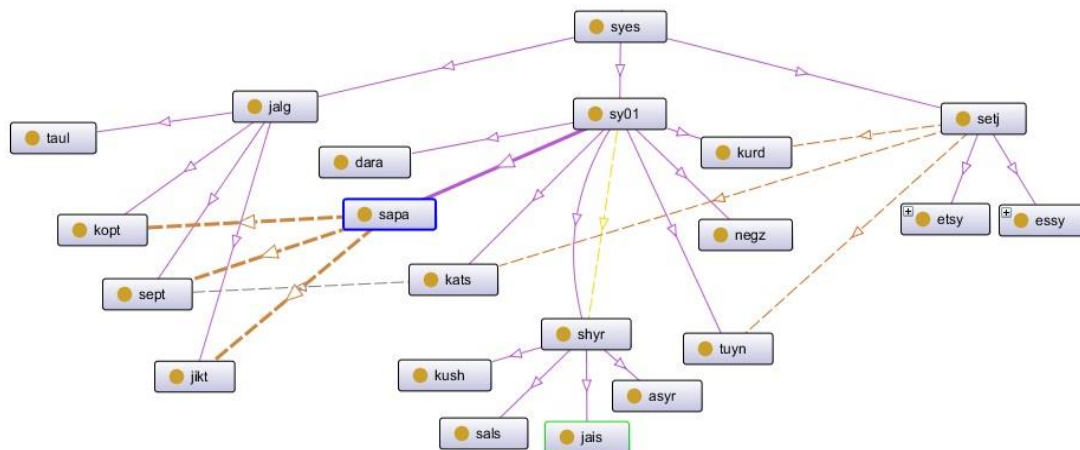 syes
jalg
sy01
setj
taul
dara
kurd
sapa
kopt
negz
etsy
essy
sept
kats
shyr
tuyn
jikt
kush
asyr
sals
jais